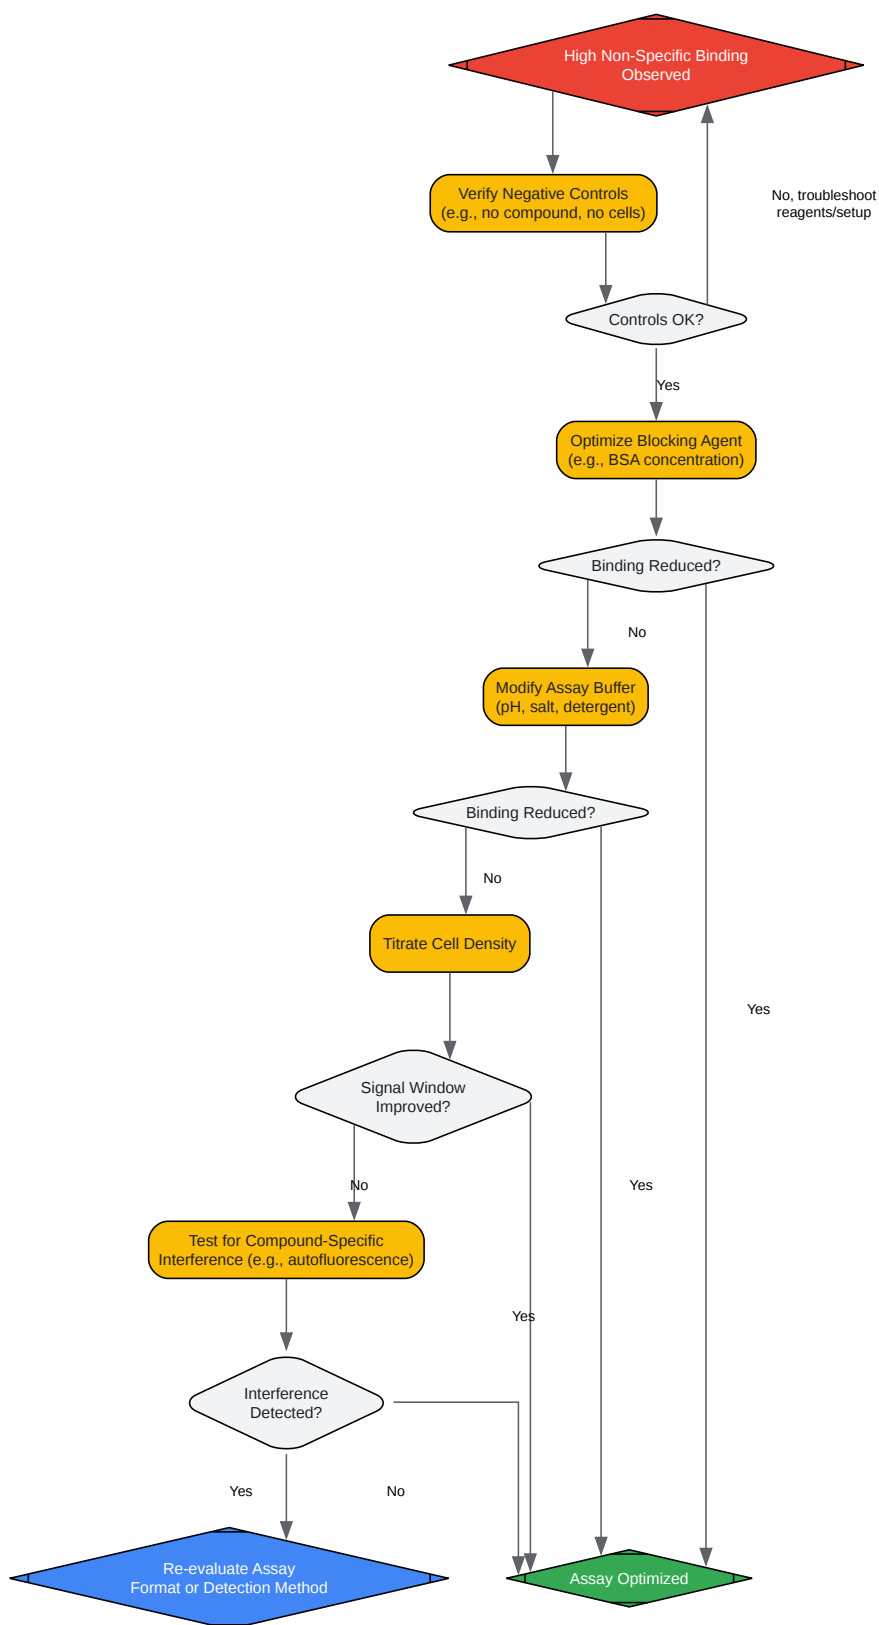 High Non-Specific Binding
Observed
Verify Negative Controls
(e.g., no compound, no cells)
No, troubleshoot
reagents/setup
Controls OK?
Yes
Optimize Blocking Agent
(e.g., BSA concentration)
Binding Reduced?
No
Modify Assay Buffer
(pH, salt, detergent)
Binding Reduced?
No
Titrate Cell Density
Yes
Signal Window
Improved?
No
Yes
Test for Compound-Specific
Interference (e.g., autofluorescence)
Yes
Interference
Detected?
Yes
No
Re-evaluate Assay
Format or Detection Method
Assay Optimized